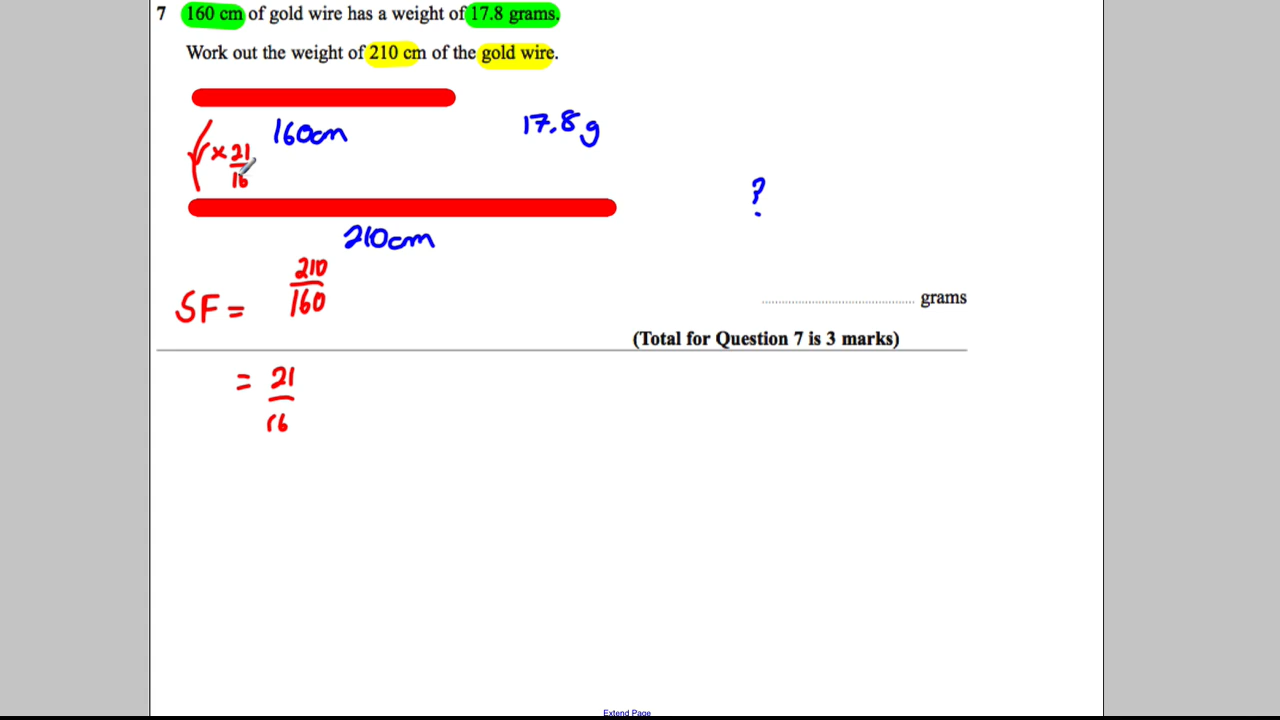 7 160 cm of gold wire has a weight of 17.8 grams.
Work out the weight of 210 cm of the gold wire.
160cm
17.8g
× 21
16
?
210cm
SF = 210
160
........................................ grams
(Total for Question 7 is 3 marks)
= 21
16
Extend Page